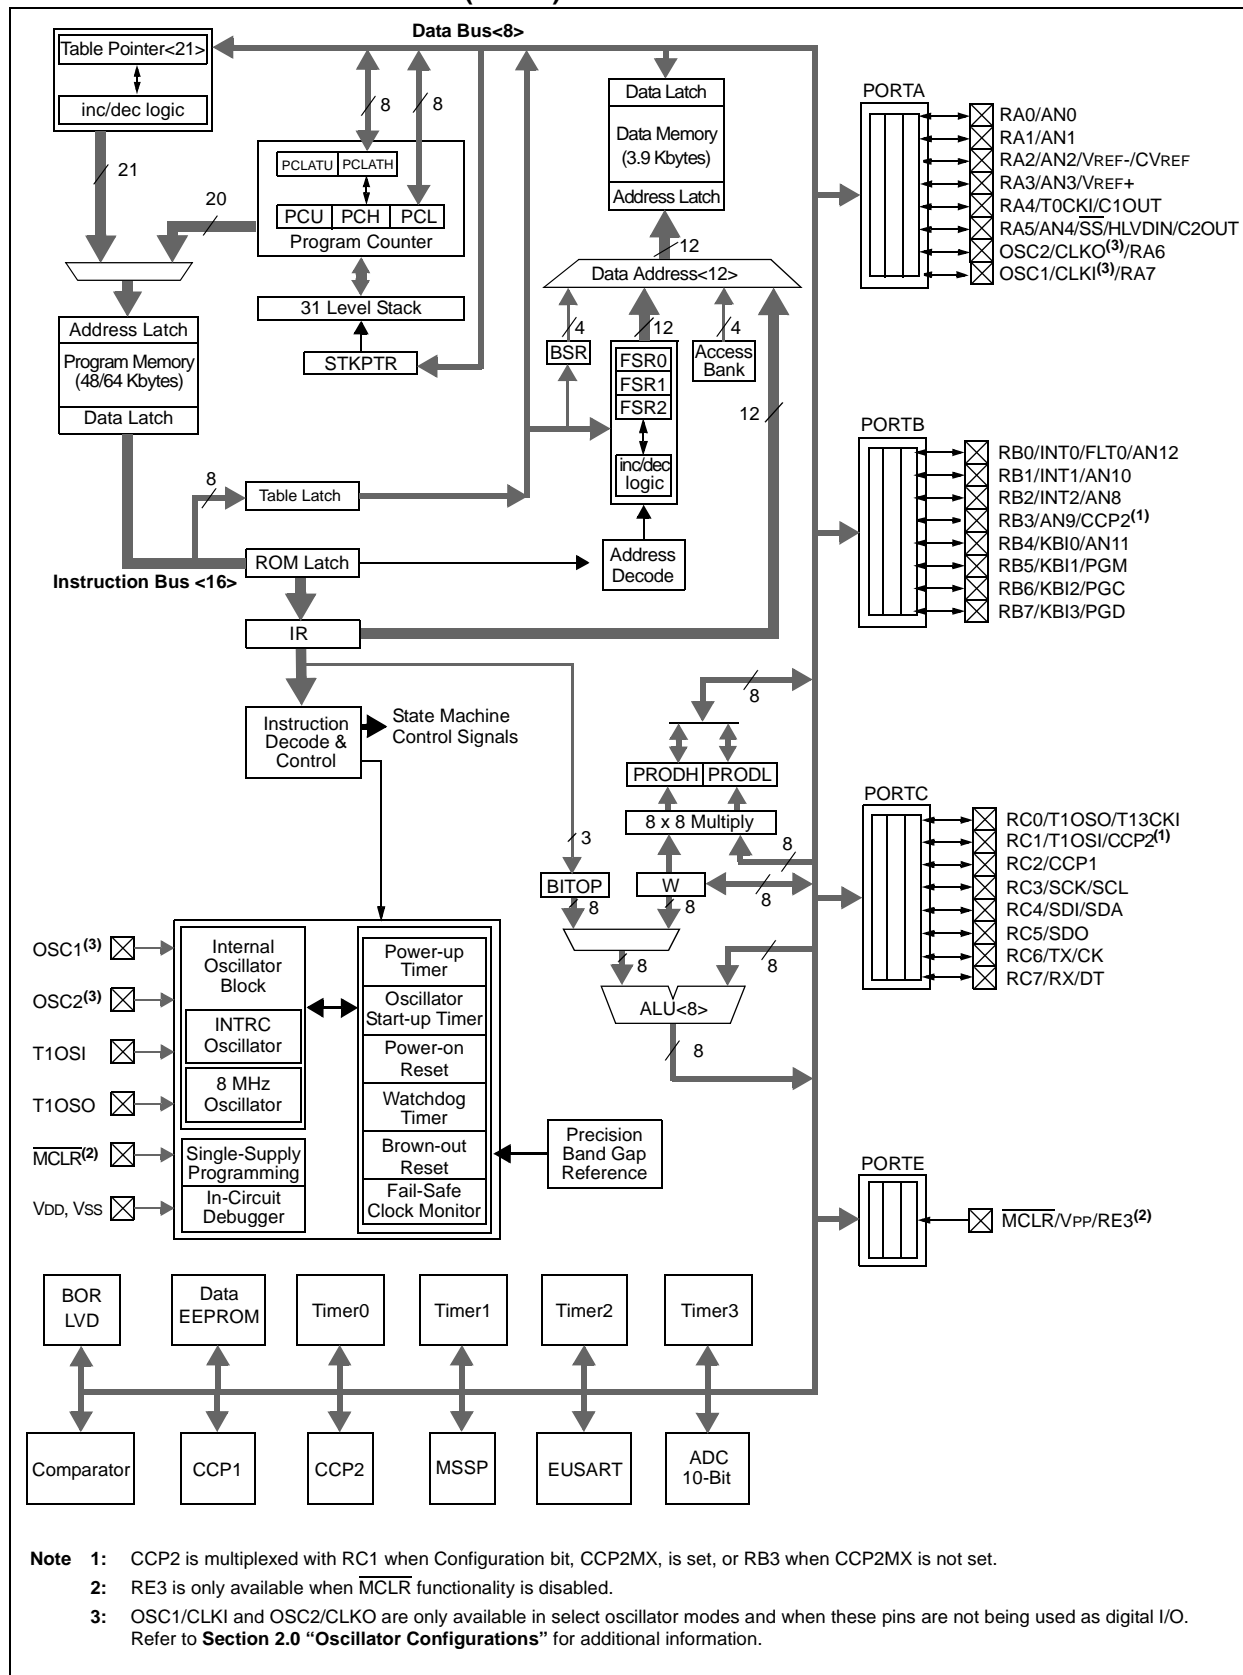 Data Bus<8>
Table Pointer<21>
inc/dec logic
21
20
8
8
PCLATU PCLATH
PCU PCH PCL
Program Counter
31 Level Stack
STKPTR
Address Latch
Program Memory
(48/64 Kbytes)
Data Latch
8
Table Latch
ROM Latch
Instruction Bus <16>
IR
Instruction
Decode &
Control
State Machine
Control Signals
Data Latch
Data Memory
(3.9 Kbytes)
Address Latch
12
Data Address<12>
4
12
4
BSR
FSR0
FSR1
FSR2
inc/dec
logic
Access
Bank
12
Address
Decode
8
PRODH PRODL
8 x 8 Multiply
3
8
BITOP
W
8
8
8
8
8
ALU<8>
8
PORTA
RA0/AN0
RA1/AN1
RA2/AN2/VREF-/CVREF
RA3/AN3/VREF+
RA4/T0CKI/C1OUT
RA5/AN4/SS/HLVDIN/C2OUT
OSC2/CLKO(3)/RA6
OSC1/CLKI(3)/RA7
PORTB
RB0/INT0/FLT0/AN12
RB1/INT1/AN10
RB2/INT2/AN8
RB3/AN9/CCP2(1)
RB4/KBI0/AN11
RB5/KBI1/PGM
RB6/KBI2/PGC
RB7/KBI3/PGD
PORTC
RC0/T1OSO/T13CKI
RC1/T1OSI/CCP2(1)
RC2/CCP1
RC3/SCK/SCL
RC4/SDI/SDA
RC5/SDO
RC6/TX/CK
RC7/RX/DT
PORTE
MCLR/VPP/RE3(2)
OSC1(3)
OSC2(3)
T1OSI
T1OSO
MCLR(2)
VDD, VSS
Internal
Oscillator
Block
INTRC
Oscillator
8 MHz
Oscillator
Single-Supply
Programming
In-Circuit
Debugger
Power-up
Timer
Oscillator
Start-up Timer
Power-on
Reset
Watchdog
Timer
Brown-out
Reset
Fail-Safe
Clock Monitor
Precision
Band Gap
Reference
BOR
LVD
Data
EEPROM
Timer0
Timer1
Timer2
Timer3
Comparator
CCP1
CCP2
MSSP
EUSART
ADC
10-Bit
Note 1: CCP2 is multiplexed with RC1 when Configuration bit, CCP2MX, is set, or RB3 when CCP2MX is not set.
2: RE3 is only available when MCLR functionality is disabled.
3: OSC1/CLKI and OSC2/CLKO are only available in select oscillator modes and when these pins are not being used as digital I/O.
Refer to Section 2.0 “Oscillator Configurations” for additional information.